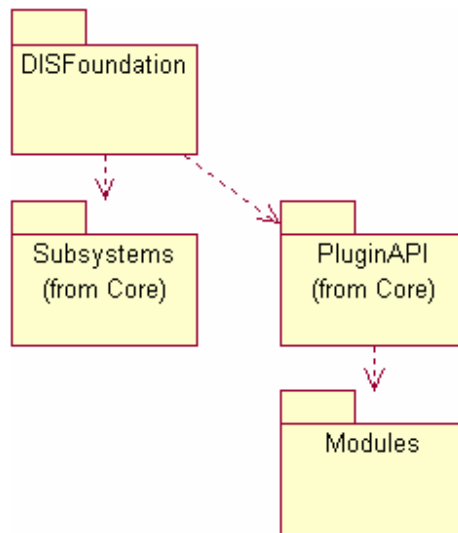 DISFoundation
Subsystems
(from Core)
PluginAPI
(from Core)
Modules